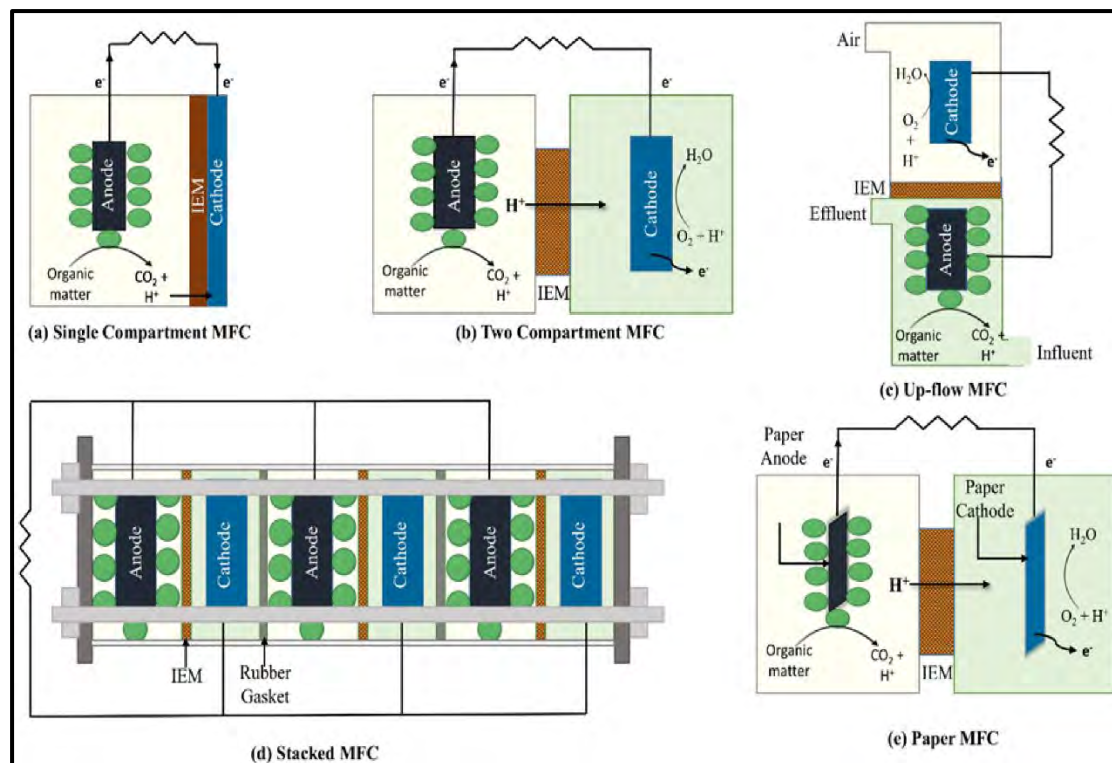 e⁻
e⁻
Anode
IEM
Cathode
Organic
matter
CO₂ +
H⁺
(a) Single Compartment MFC
e⁻
Anode
H⁺
Organic
matter
CO₂ +
H⁺
IEM
Cathode
H₂O
O₂ + H⁺
e⁻
(b) Two Compartment MFC
Air
H₂O
O₂
+
H⁺
Cathode
e⁻
IEM
Effluent
Anode
Organic
matter
CO₂ +
H⁺
Influent
(c) Up-flow MFC
Anode
Cathode
Anode
Cathode
Anode
Cathode
IEM
Rubber
Gasket
(d) Stacked MFC
Paper
Anode
e⁻
e⁻
Paper
Cathode
H₂O
H⁺
O₂ + H⁺
Organic
matter
CO₂ +
H⁺
IEM
e⁻
(e) Paper MFC